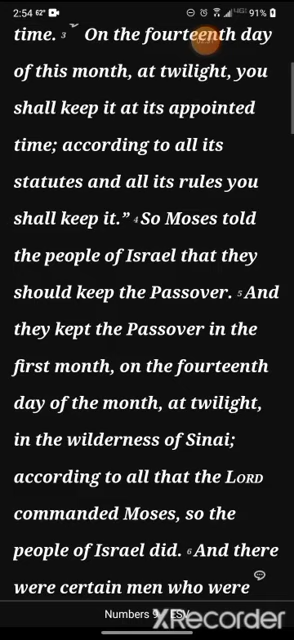 2:54 62° 91%
time. 3 On the fourteenth day
of this month, at twilight, you
shall keep it at its appointed
time; according to all its
statutes and all its rules you
shall keep it.” 4 So Moses told
the people of Israel that they
should keep the Passover. 5 And
they kept the Passover in the
first month, on the fourteenth
day of the month, at twilight,
in the wilderness of Sinai;
according to all that the LORD
commanded Moses, so the
people of Israel did. 6 And there
were certain men who were
Numbers 9 ESV
XRecorder